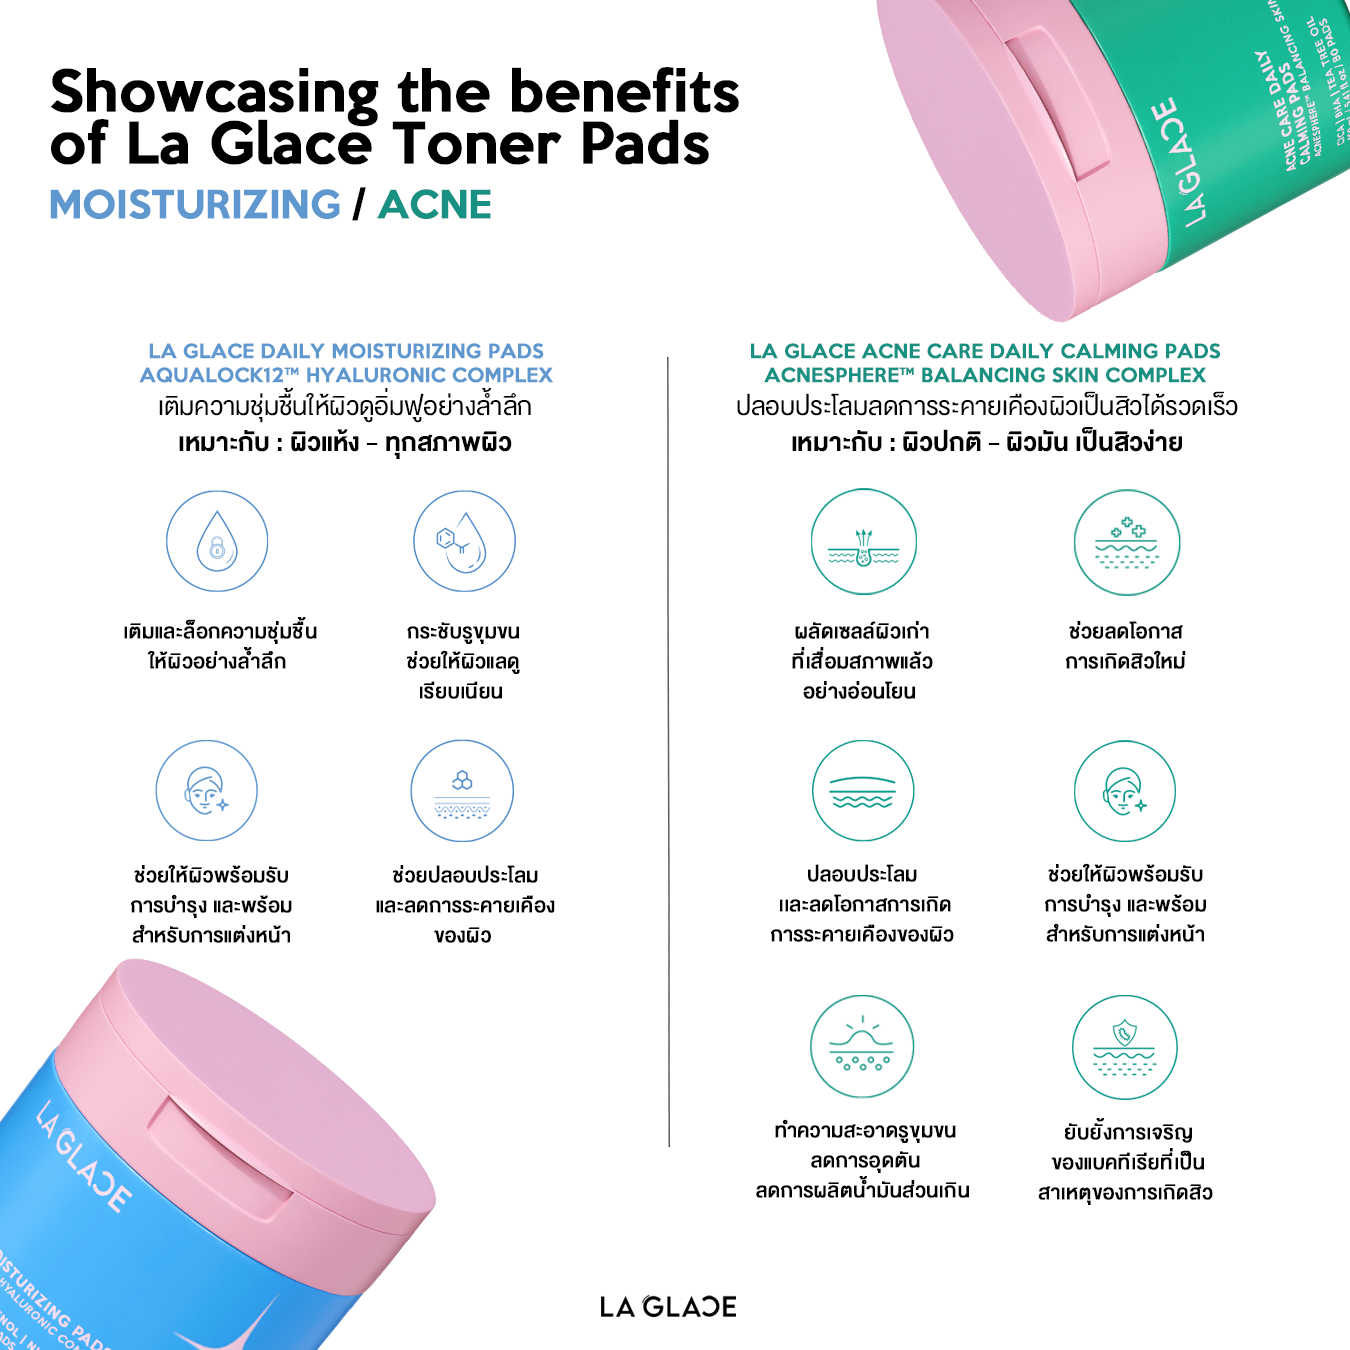 Showcasing the benefits
of La Glace Toner Pads
MOISTURIZING / ACNE
LA GLACE
ACNE CARE DAILY
CALMING PADS
ACNESPHERE™ BALANCING SKIN
CICA | BHA | TEA TREE OIL
80 PADS
LA GLACE DAILY MOISTURIZING PADS
AQUALOCK12™ HYALURONIC COMPLEX
เติมความชุ่มชื้นให้ผิวดูอิ่มฟูอย่างล้ำลึก
เหมาะกับ : ผิวแห้ง - ทุกสภาพผิว
เติมและล็อกความชุ่มชื้น
ให้ผิวอย่างล้ำลึก
กระชับรูขุมขน
ช่วยให้ผิวแลดู
เรียบเนียน
ช่วยให้ผิวพร้อมรับ
การบำรุง และพร้อม
สำหรับการแต่งหน้า
ช่วยปลอบประโลม
และลดการระคายเคือง
ของผิว
LA GLACE ACNE CARE DAILY CALMING PADS
ACNESPHERE™ BALANCING SKIN COMPLEX
ปลอบประโลมลดการระคายเคืองผิวเป็นสิวได้รวดเร็ว
เหมาะกับ : ผิวปกติ - ผิวมัน เป็นสิวง่าย
ผลัดเซลล์ผิวเก่า
ที่เสื่อมสภาพแล้ว
อย่างอ่อนโยน
ช่วยลดโอกาส
การเกิดสิวใหม่
ปลอบประโลม
และลดโอกาสการเกิด
การระคายเคืองของผิว
ช่วยให้ผิวพร้อมรับ
การบำรุง และพร้อม
สำหรับการแต่งหน้า
ทำความสะอาดรูขุมขน
ลดการอุดตัน
ลดการผลิตน้ำมันส่วนเกิน
ยับยั้งการเจริญ
ของแบคทีเรียที่เป็น
สาเหตุของการเกิดสิว
LA GLACE
OISTURIZING PADS
HYALURONIC CO
LA GLACE